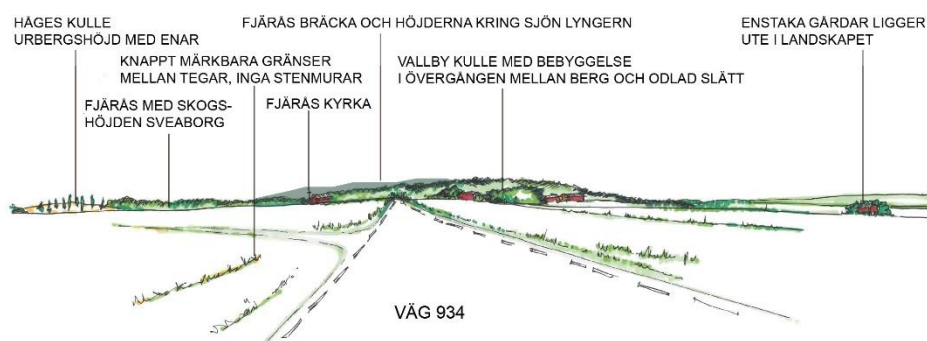 HÅGES KULLE
URBERGSHÖJD MED ENAR
FJÄRÅS BRÄCKA OCH HÖJDERNA KRING SJÖN LYNGERN
ENSTAKA GÅRDAR LIGGER
UTE I LANDSKAPET
KNAPPT MÄRKBARA GRÄNSER
MELLAN TEGAR, INGA STENMURAR
VALLBY KULLE MED BEBYGGELSE
I ÖVERGÅNGEN MELLAN BERG OCH ODLAD SLÄTT
FJÄRÅS MED SKOGS-
HÖJDEN SVEABORG
FJÄRÅS KYRKA
VÄG 934